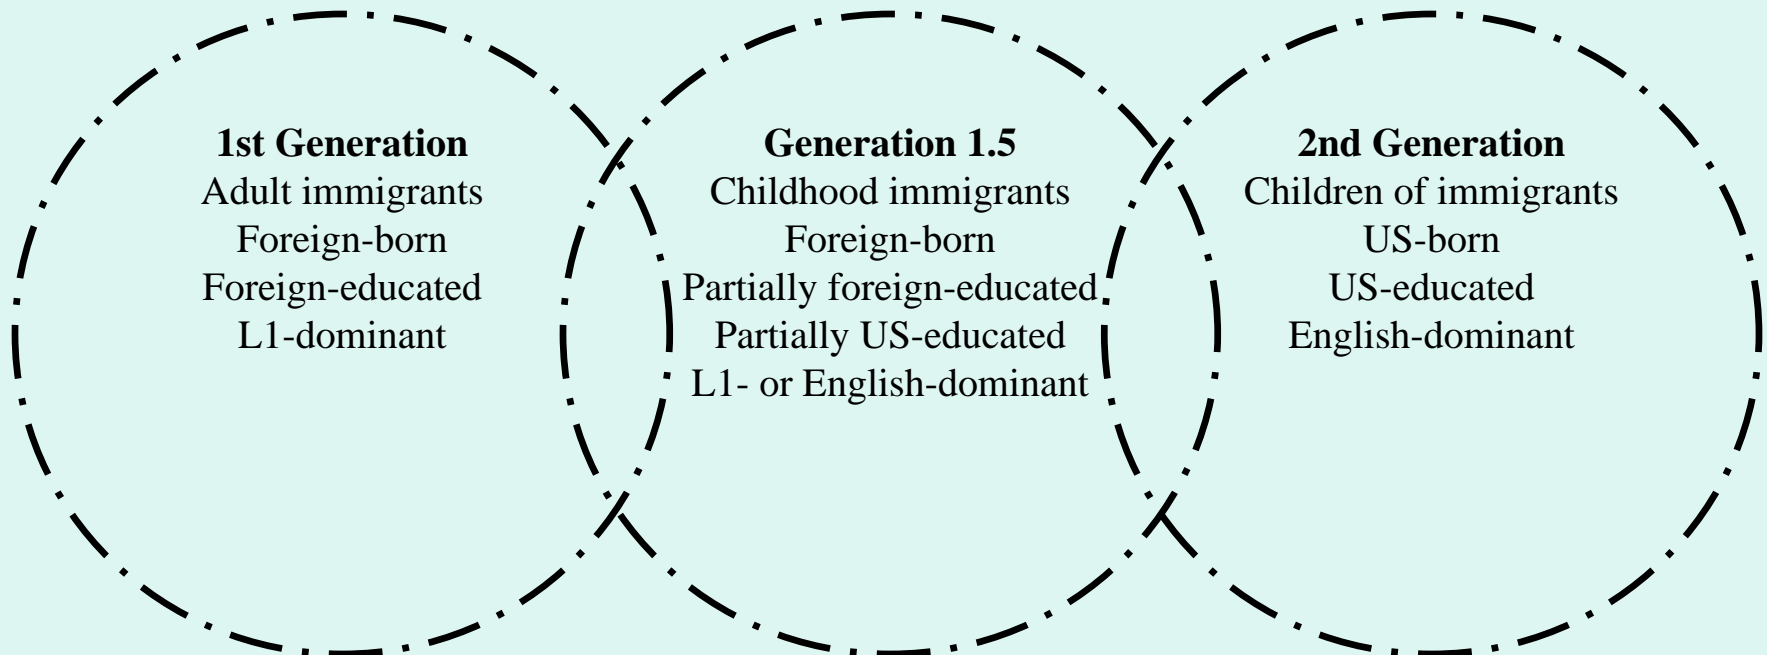 1st Generation
Adult immigrants
Foreign-born
Foreign-educated
L1-dominant
Generation 1.5
Childhood immigrants
Foreign-born
Partially foreign-educated
Partially US-educated
L1- or English-dominant
2nd Generation
Children of immigrants
US-born
US-educated
English-dominant